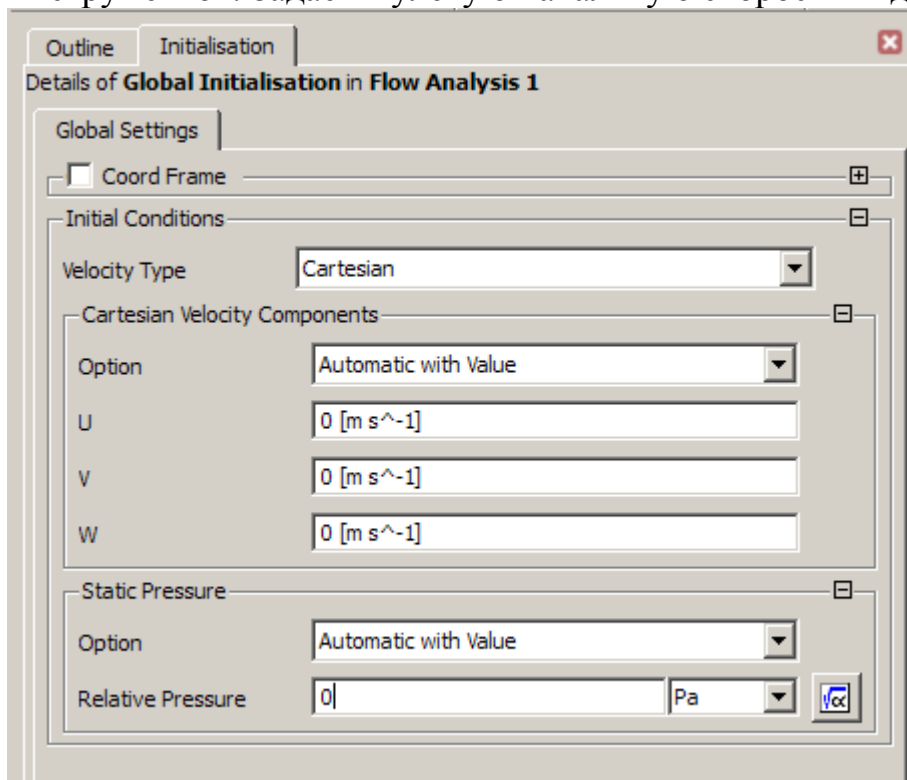 Outline Initialisation
Details of Global Initialisation in Flow Analysis 1
Global Settings
Coord Frame
Initial Conditions
Velocity Type Cartesian
Cartesian Velocity Components
Option Automatic with Value
U 0 [m s^-1]
V 0 [m s^-1]
W 0 [m s^-1]
Static Pressure
Option Automatic with Value
Relative Pressure 0 Pa